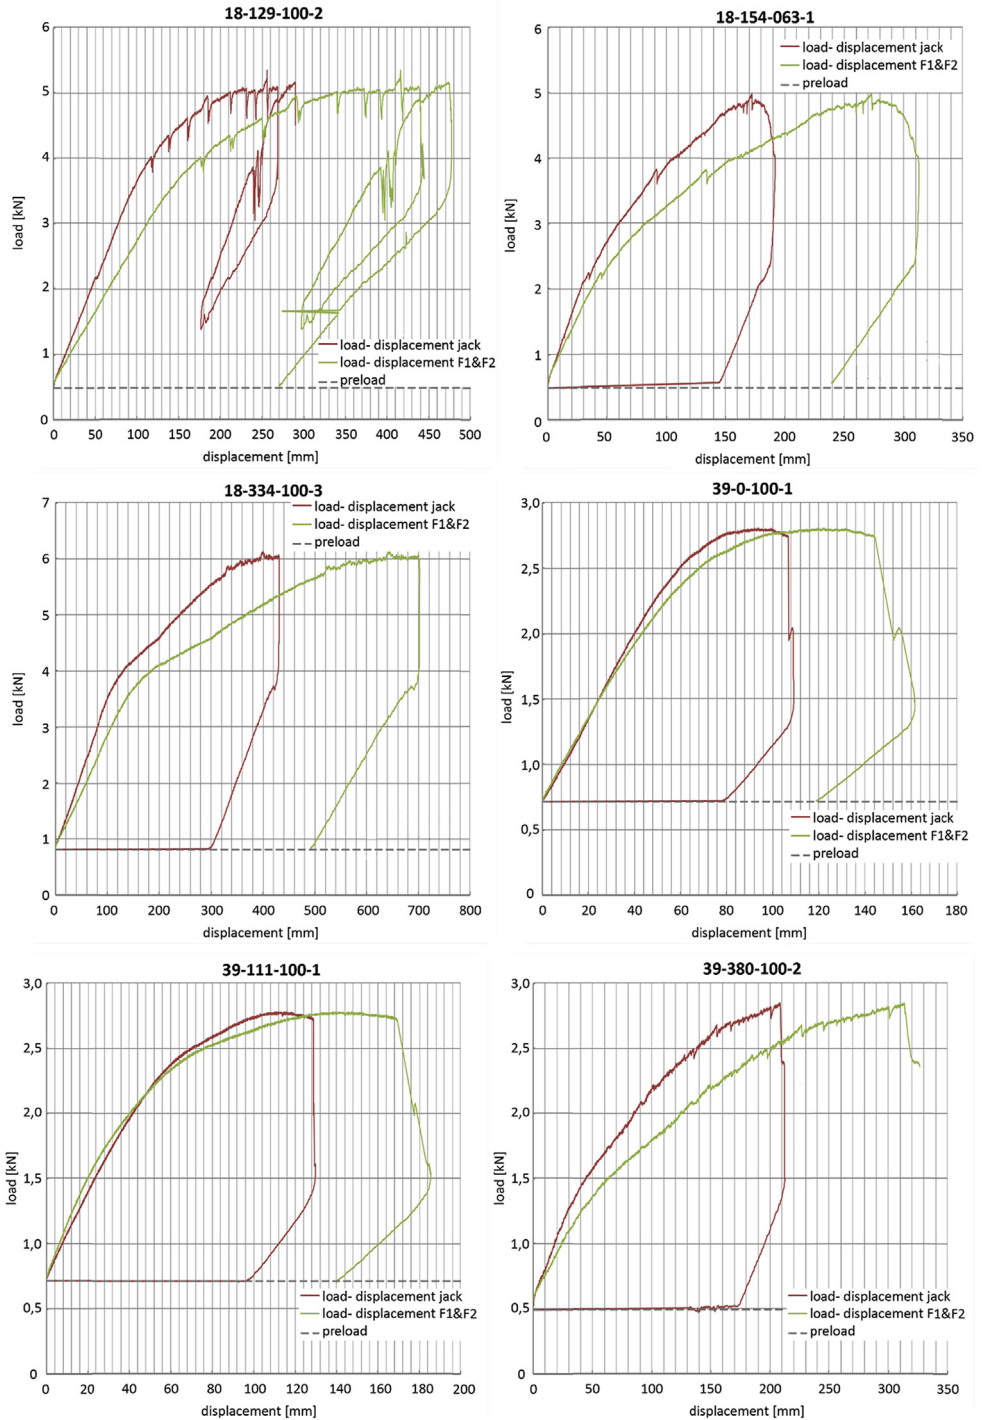 18-129-100-2
6
5
4
3
2
1
0
load [kN]
load- displacement jack
load- displacement F1&F2
preload
0 50 100 150 200 250 300 350 400 450 500
displacement [mm]
18-154-063-1
load- displacement jack
load- displacement F1&F2
preload
6
5
4
3
2
1
0
load [kN]
0 50 100 150 200 250 300 350
displacement [mm]
18-334-100-3
load- displacement jack
load- displacement F1&F2
preload
7
6
5
4
3
2
1
0
load [kN]
0 100 200 300 400 500 600 700 800
displacement [mm]
39-0-100-1
3,0
2,5
2,0
1,5
1,0
0,5
0
load [kN]
load- displacement jack
load- displacement F1&F2
preload
0 20 40 60 80 100 120 140 160 180
displacement [mm]
39-111-100-1
3,0
2,5
2,0
1,5
1,0
0,5
0
load [kN]
load- displacement jack
load- displacement F1&F2
preload
0 20 40 60 80 100 120 140 160 180 200
displacement [mm]
39-380-100-2
3,0
2,5
2,0
1,5
1,0
0,5
0
load [kN]
load- displacement jack
load- displacement F1&F2
preload
0 50 100 150 200 250 300 350
displacement [mm]